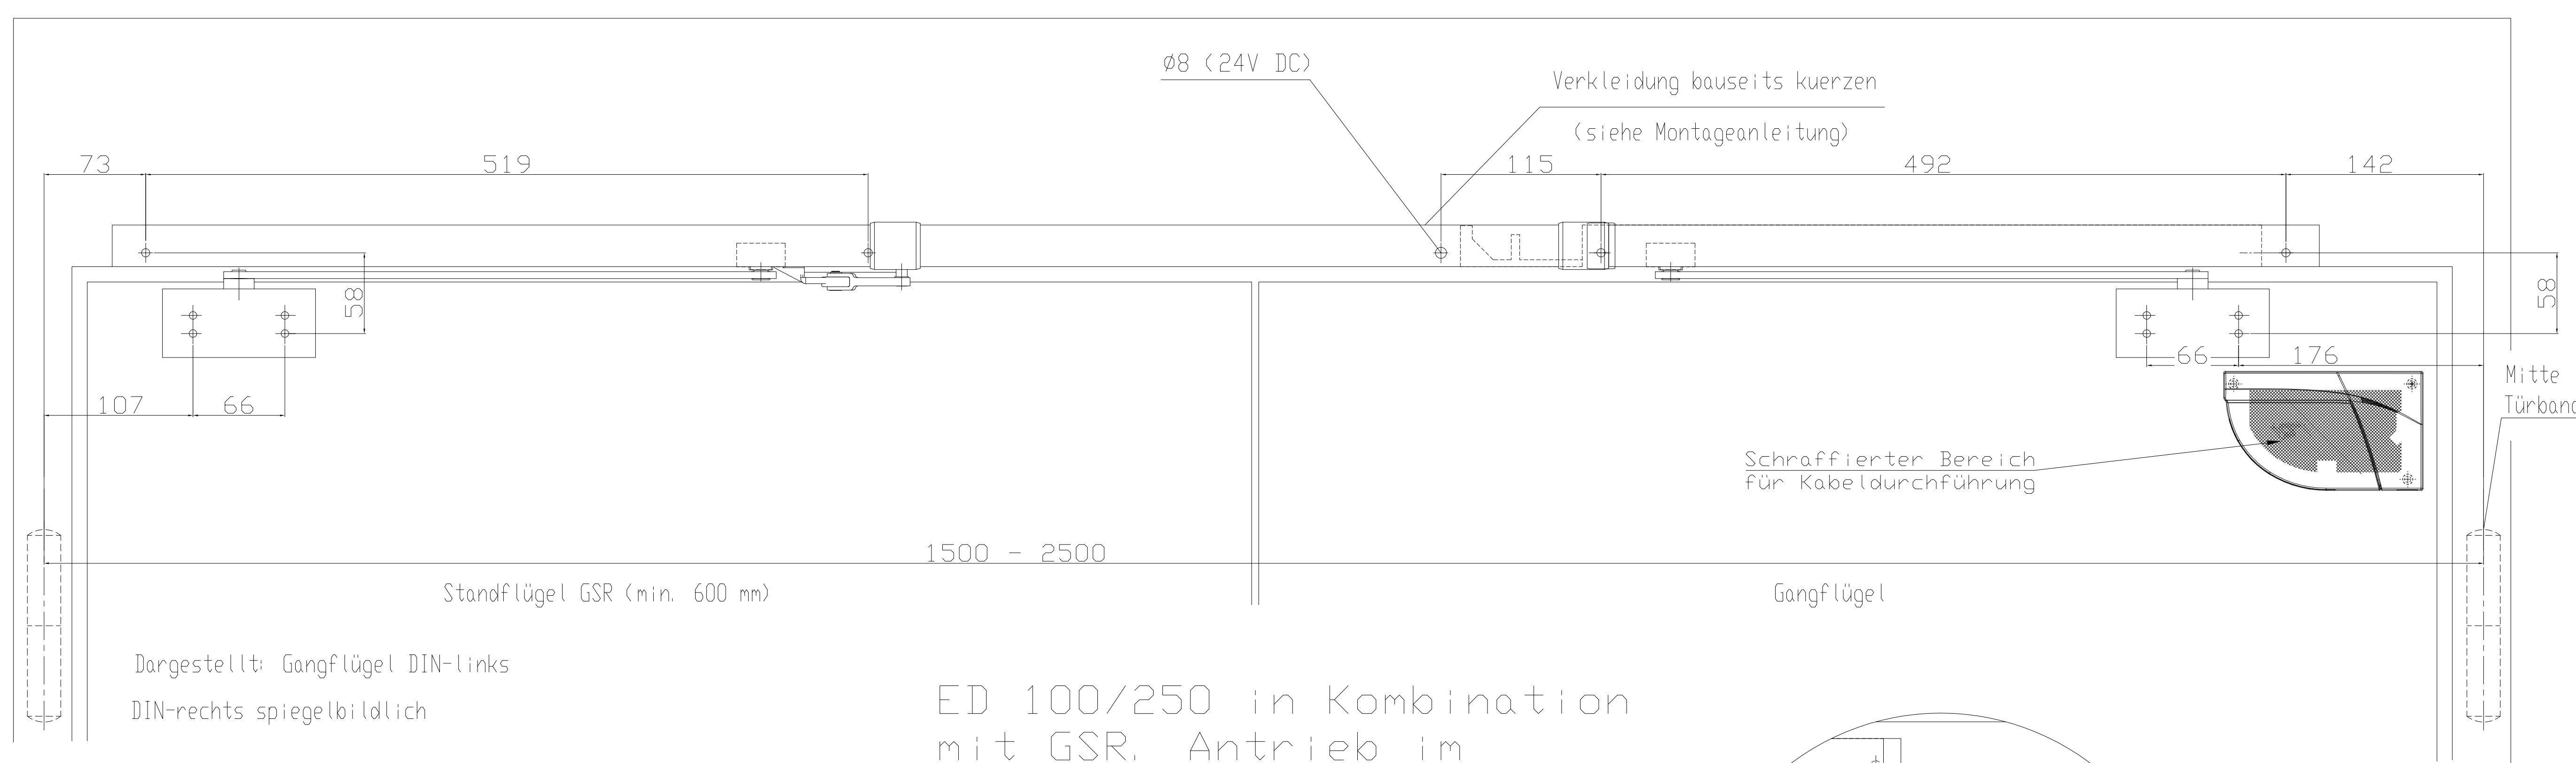 Ø8 (24V DC)
Verkleidung bauseits kuerzen
(siehe Montageanleitung)
73
519
115
492
142
58
58
66
176
107
66
Mitte
Türband
Schraffierter Bereich
für Kabeldurchführung
1500 - 2500
Standflügel GSR (min. 600 mm)
Gangflügel
Dargestellt: Gangflügel DIN-links
DIN-rechts spiegelbildlich
ED 100/250 in Kombination
mit GSR, Antrieb im